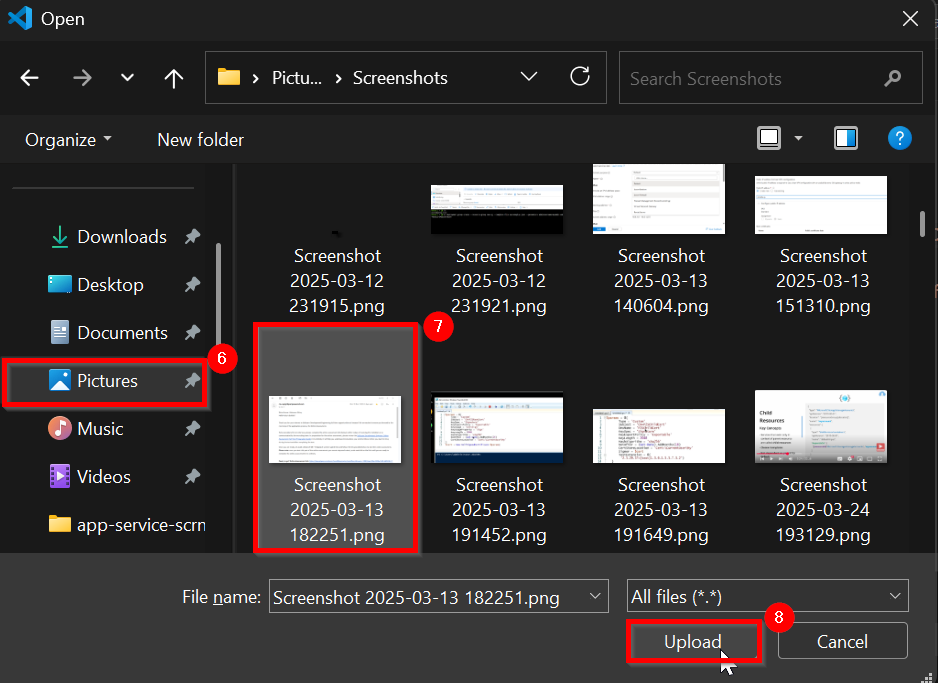 Open
Pictu... Screenshots
Search Screenshots
Organize
New folder
?
Downloads
Desktop
Documents
6
Pictures
Music
Videos
app-service-scrn
Screenshot
2025-03-12
231915.png
Screenshot
2025-03-12
231921.png
Screenshot
2025-03-13
140604.png
Screenshot
2025-03-13
151310.png
7
Screenshot
2025-03-13
182251.png
Screenshot
2025-03-13
191452.png
Screenshot
2025-03-13
191649.png
Child
Resources
Screenshot
2025-03-24
193129.png
File name: Screenshot 2025-03-13 182251.png
All files (*.*)
8
Upload
Cancel